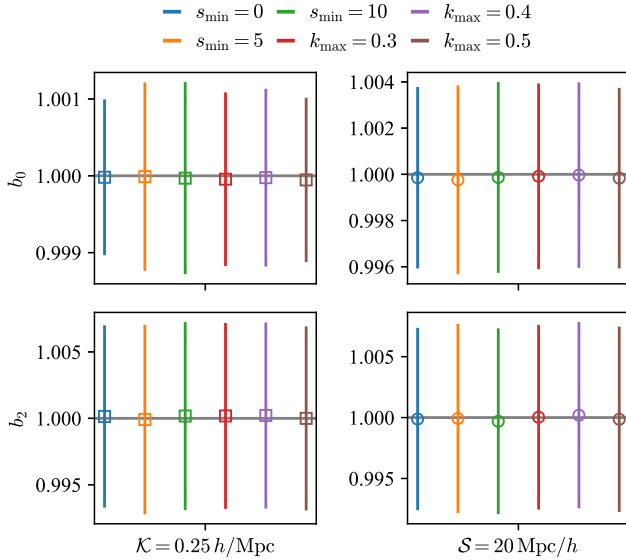 s_min = 0 s_min = 10 k_max = 0.4
s_min = 5 k_max = 0.3 k_max = 0.5
1.001
1.000
0.999
b_0
1.004
1.002
1.000
0.998
0.996
1.005
1.000
0.995
b_2
1.005
1.000
0.995
𝒦 = 0.25 h/Mpc
𝒮 = 20 Mpc/h